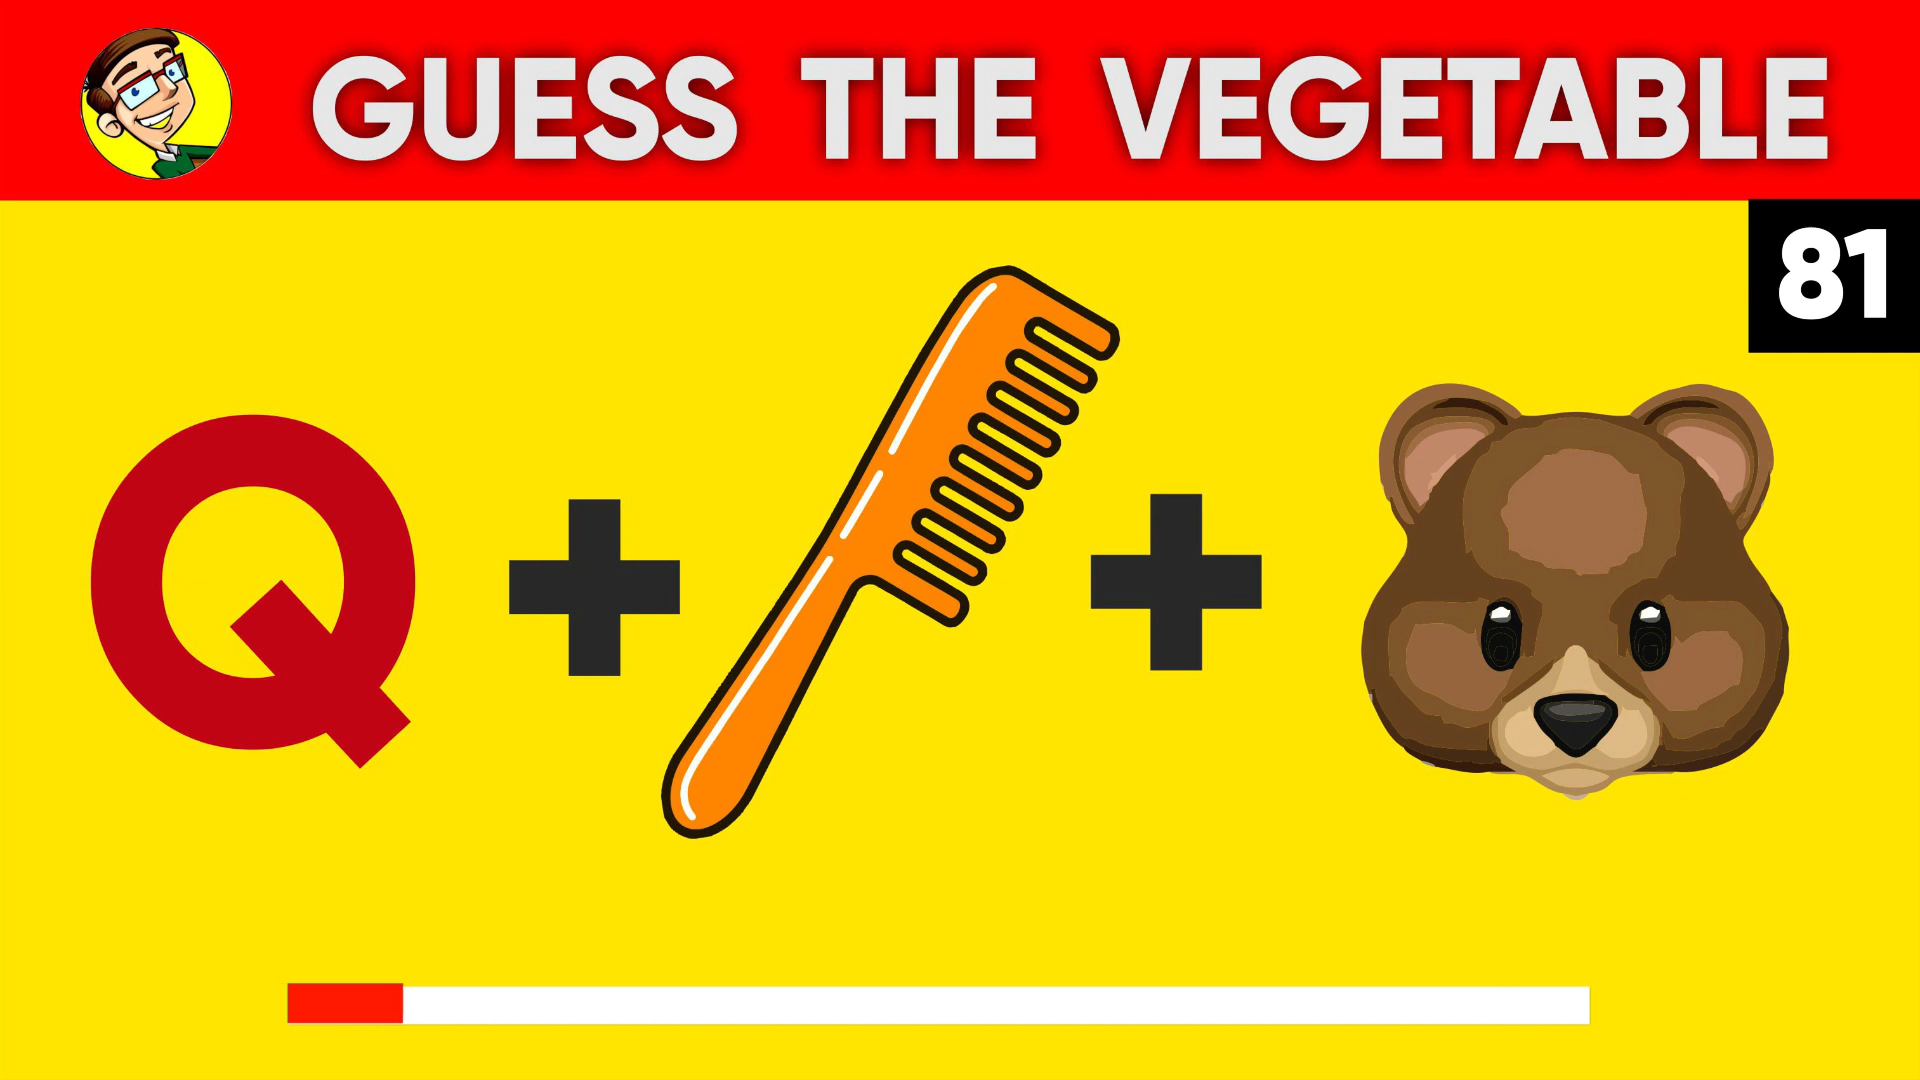 GUESS THE VEGETABLE
81
Q + +